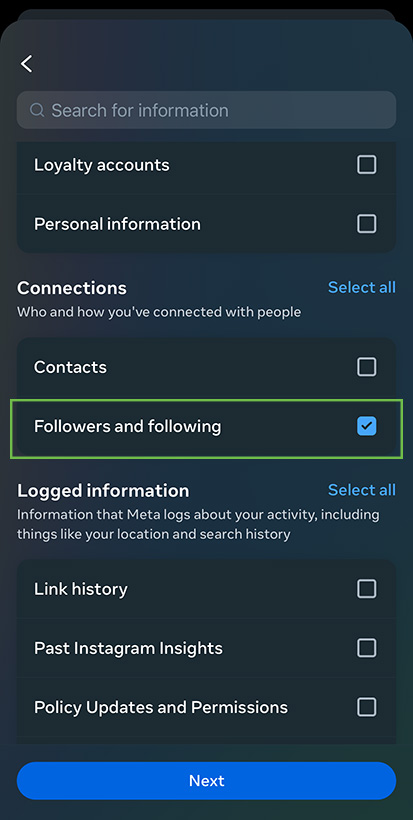 Search for information
Loyalty accounts
Personal information
Connections
Select all
Who and how you've connected with people
Contacts
Followers and following
Logged information
Select all
Information that Meta logs about your activity, including
things like your location and search history
Link history
Past Instagram Insights
Policy Updates and Permissions
Next